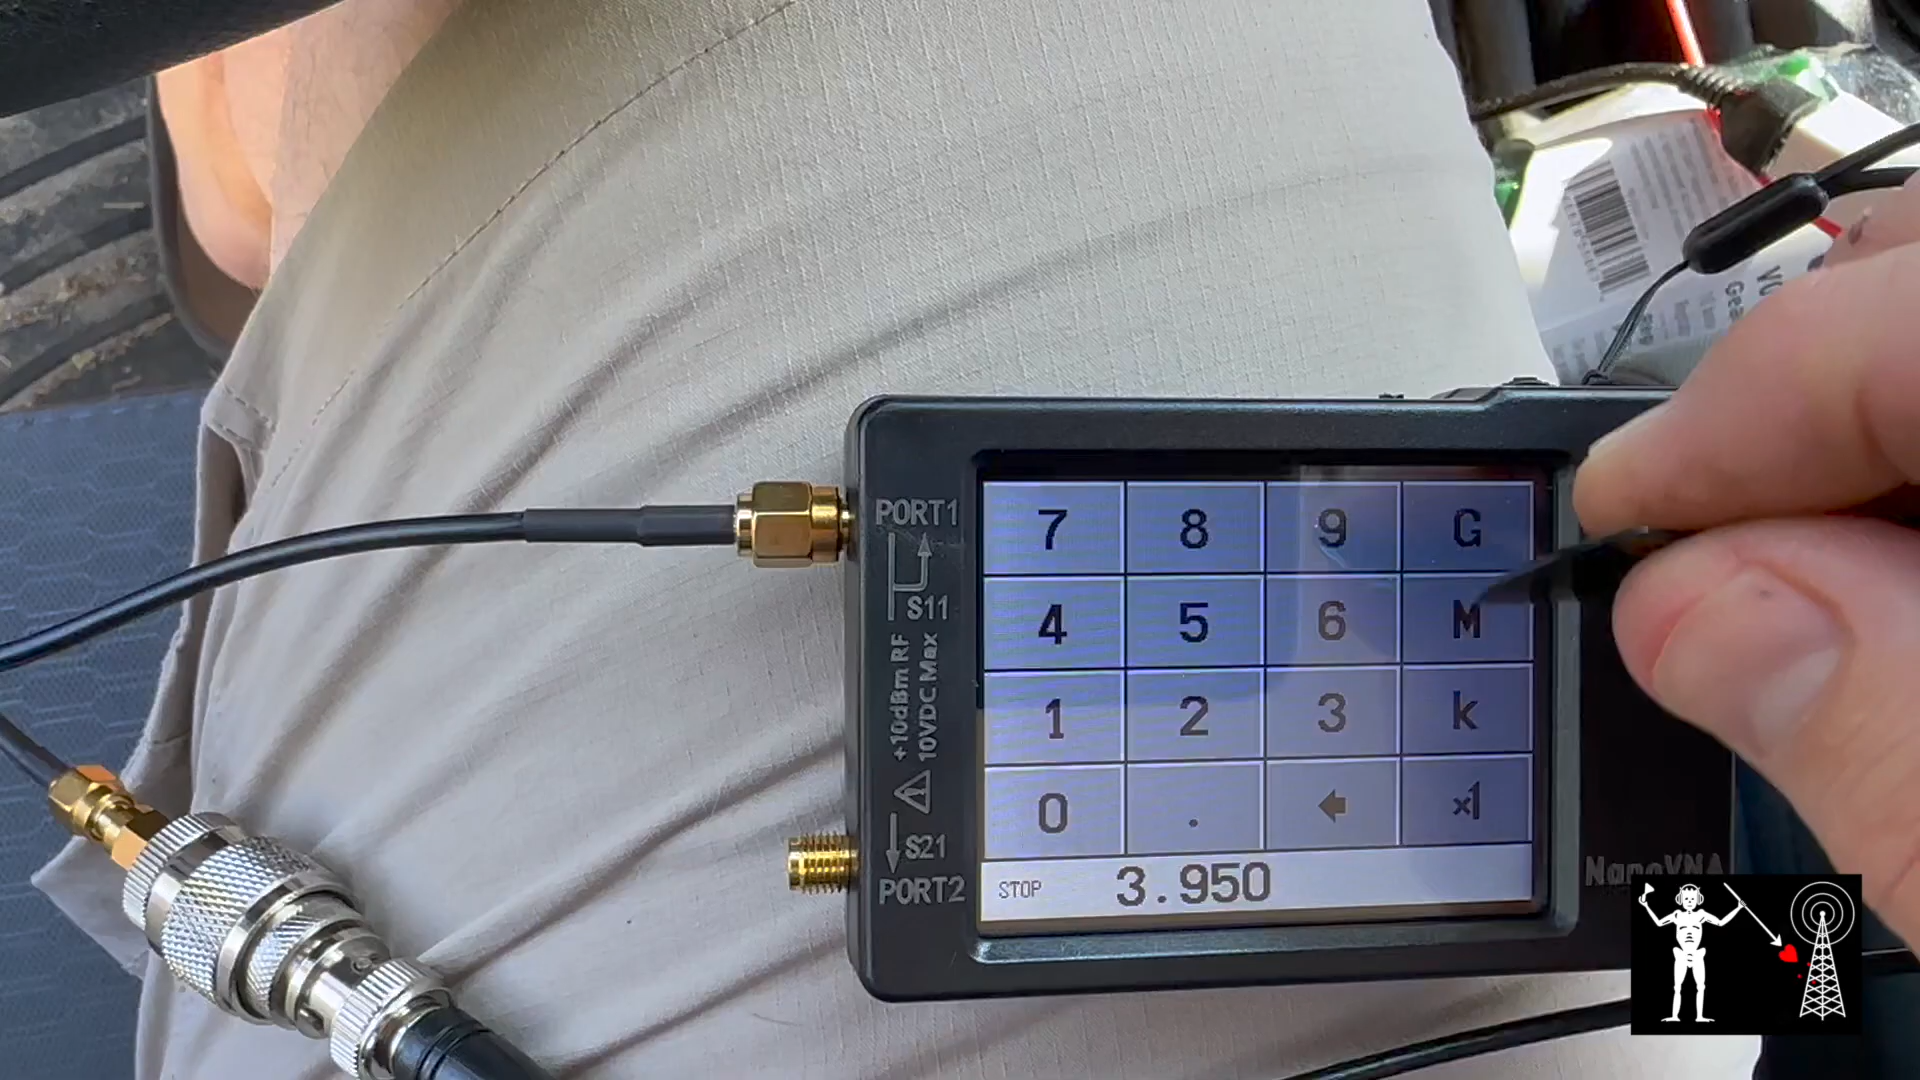 PORT1
S11
+10dBm RF
10VDC Max
S21
PORT2
7 8 9 G
4 5 6 M
1 2 3 k
0 . ← ×1
STOP 3.950
NanoVNA